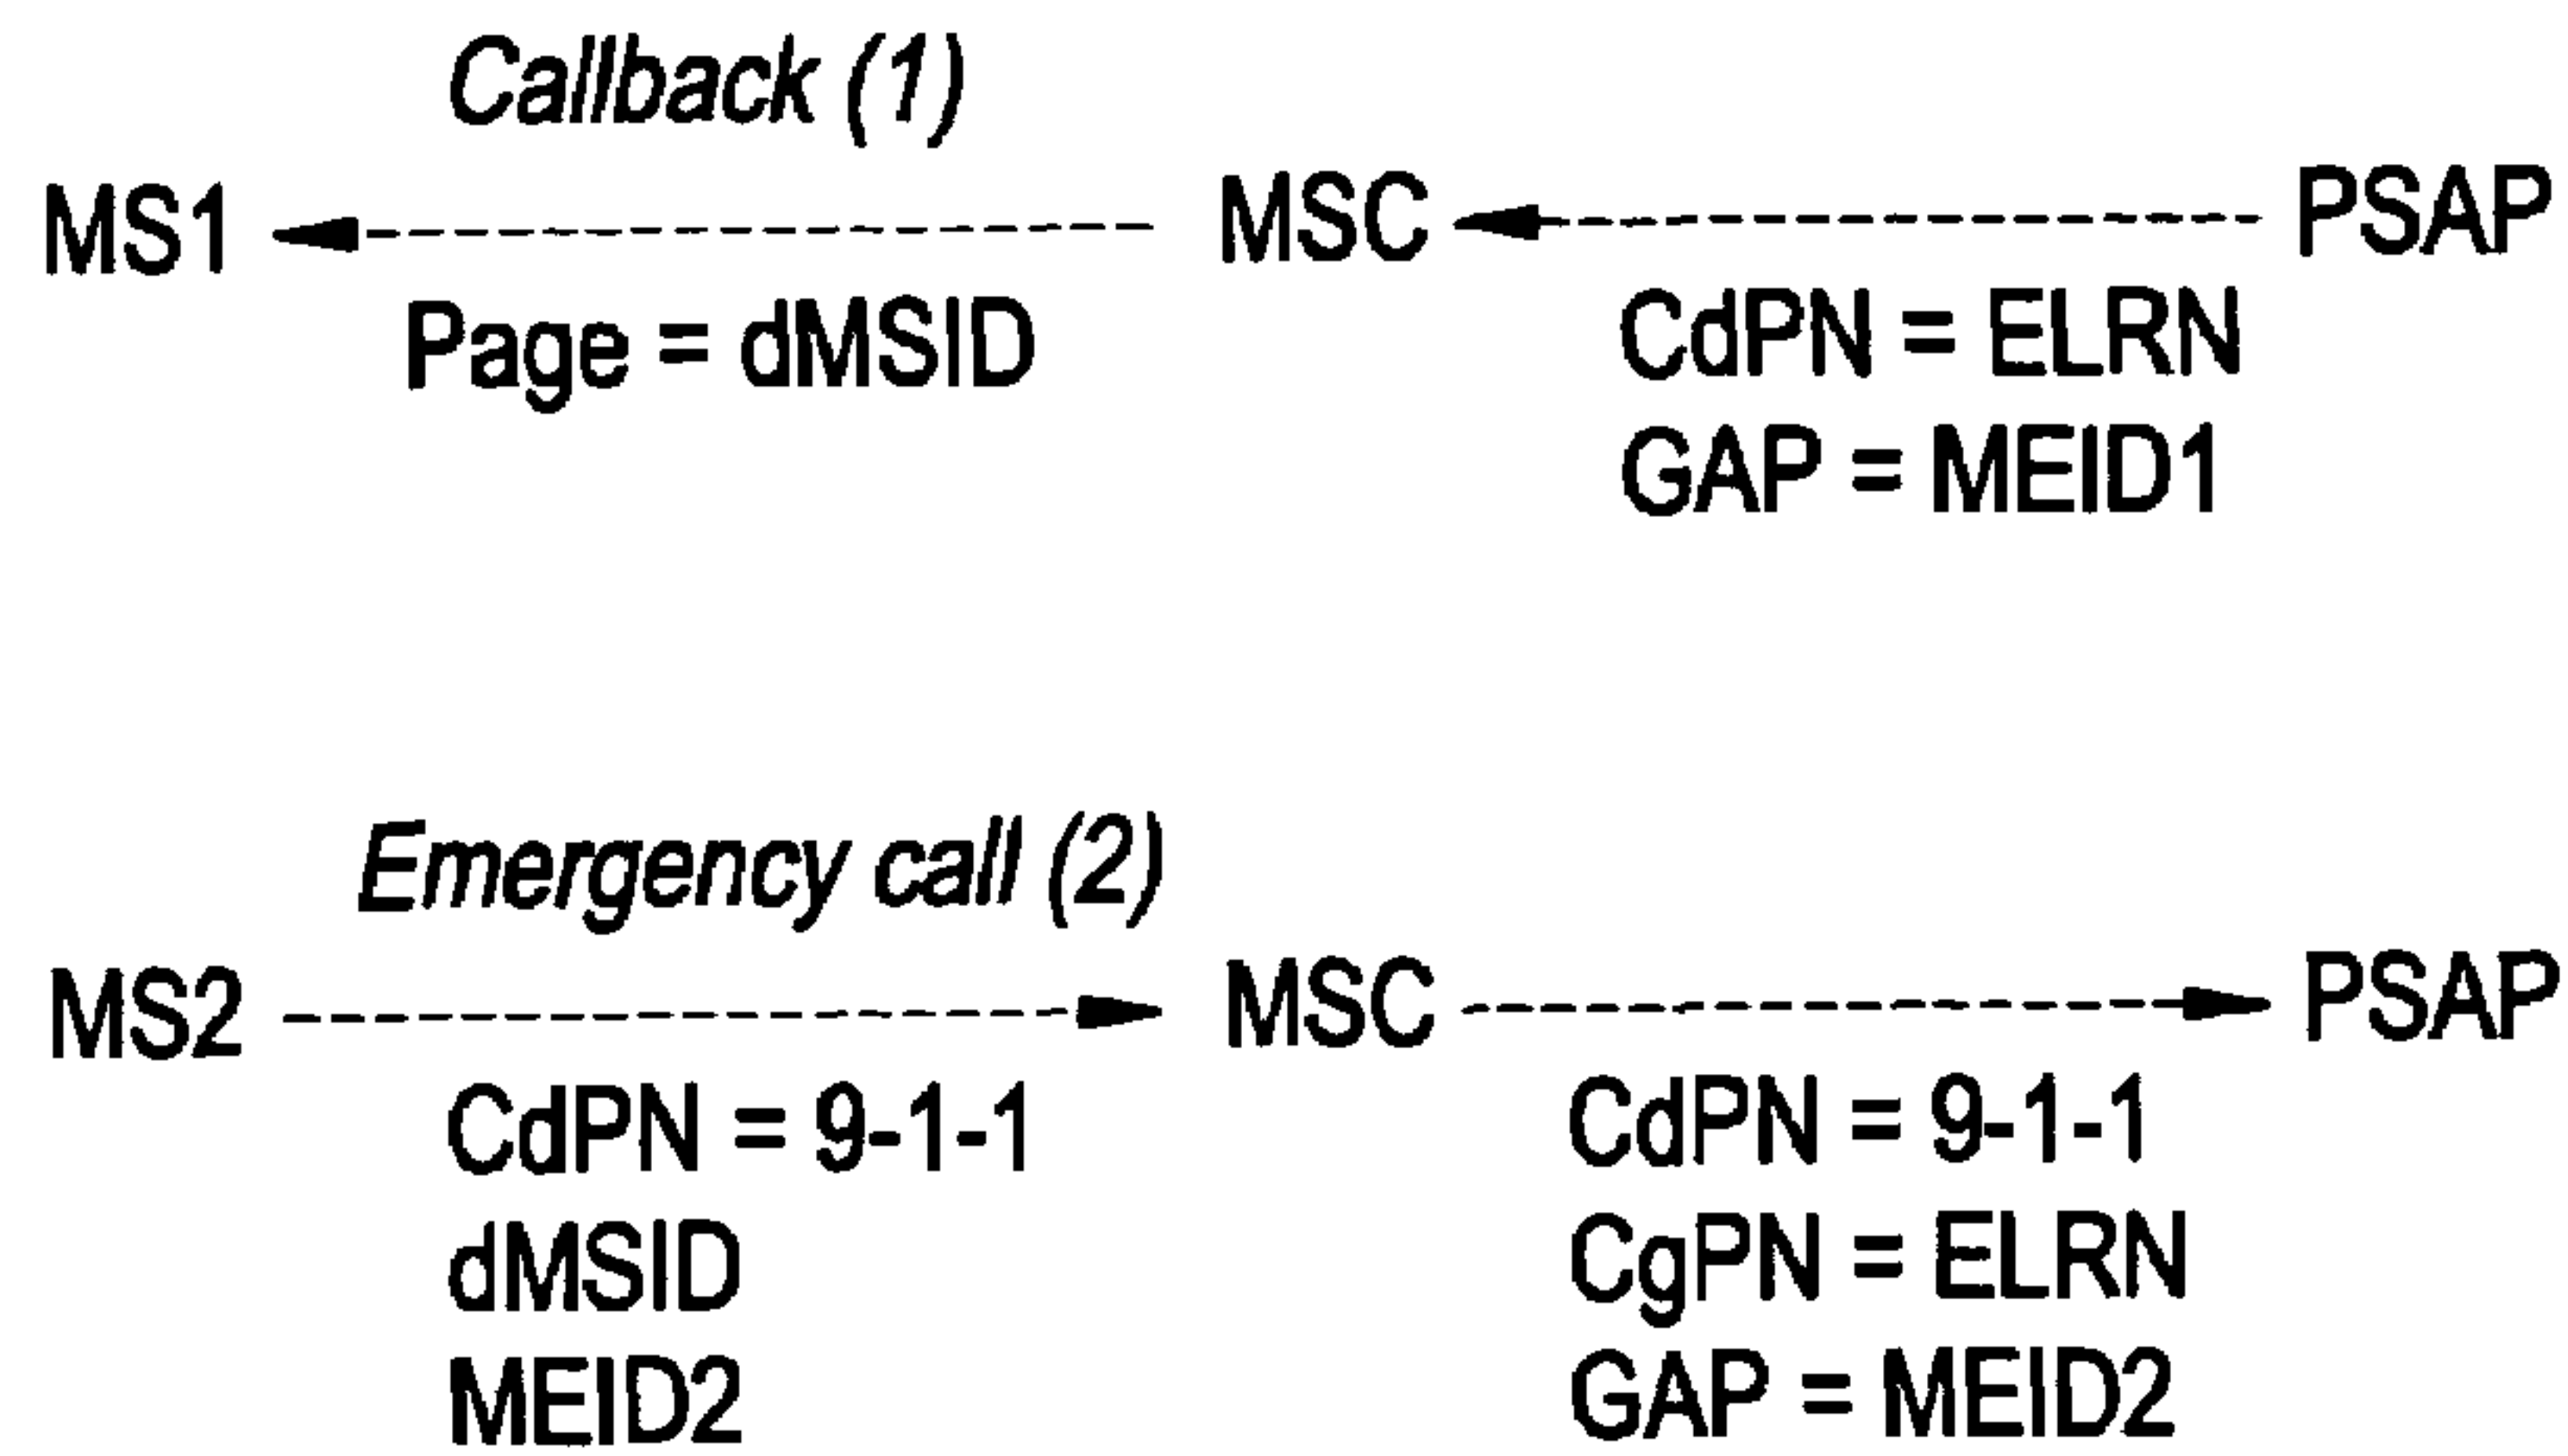 Callback (1)
MS1 MSC PSAP
Page = dMSID
CdPN = ELRN
GAP = MEID1
Emergency call (2)
MS2 MSC PSAP
CdPN = 9-1-1
dMSID
MEID2
CdPN = 9-1-1
CgPN = ELRN
GAP = MEID2